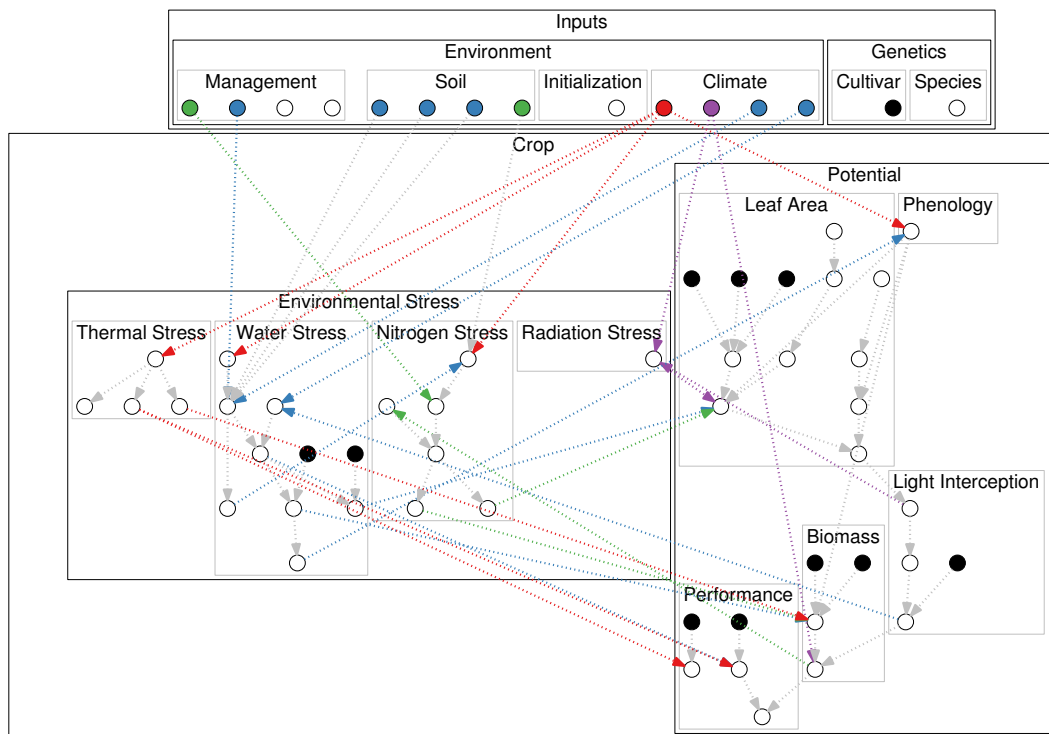 Inputs
Environment
Genetics
Management
Soil
Initialization
Climate
Cultivar
Species
Crop
Potential
Leaf Area
Phenology
Environmental Stress
Thermal Stress
Water Stress
Nitrogen Stress
Radiation Stress
Light Interception
Biomass
Performance